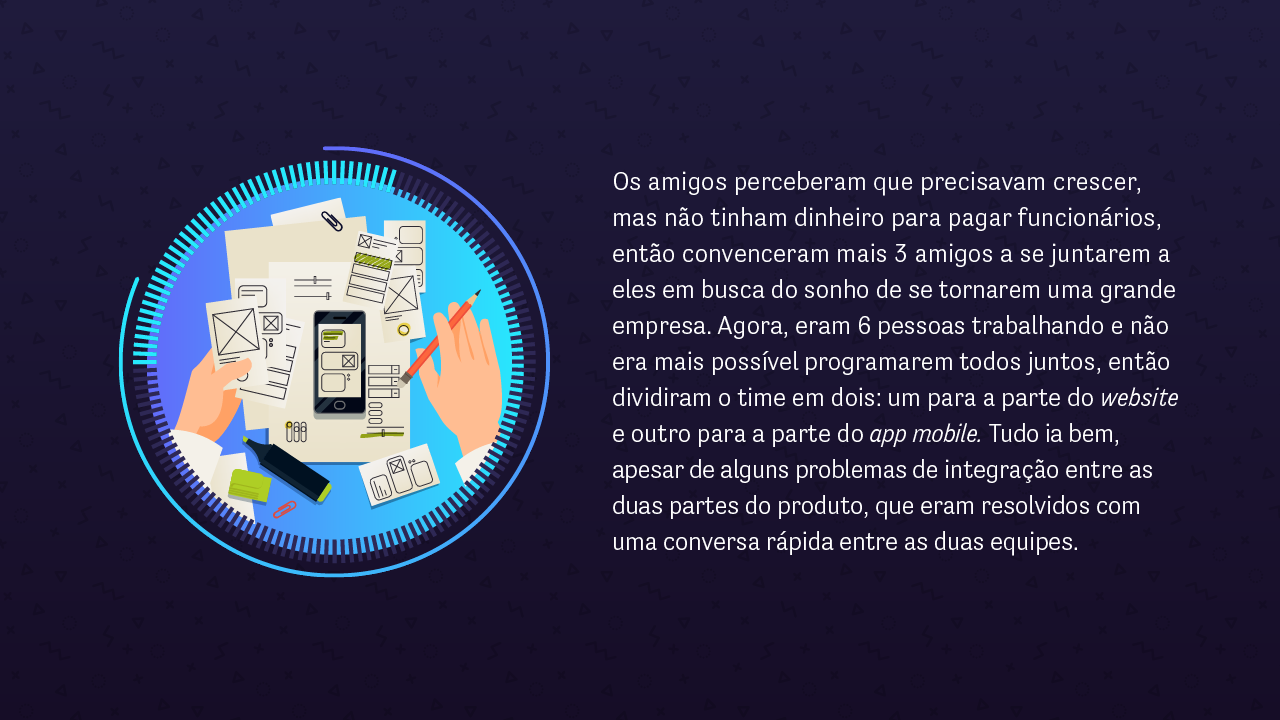 Os amigos perceberam que precisavam crescer,
mas não tinham dinheiro para pagar funcionários,
então convenceram mais 3 amigos a se juntarem a
eles em busca do sonho de se tornarem uma grande
empresa. Agora, eram 6 pessoas trabalhando e não
era mais possível programarem todos juntos, então
dividiram o time em dois: um para a parte do website
e outro para a parte do app mobile. Tudo ia bem,
apesar de alguns problemas de integração entre as
duas partes do produto, que eram resolvidos com
uma conversa rápida entre as duas equipes.